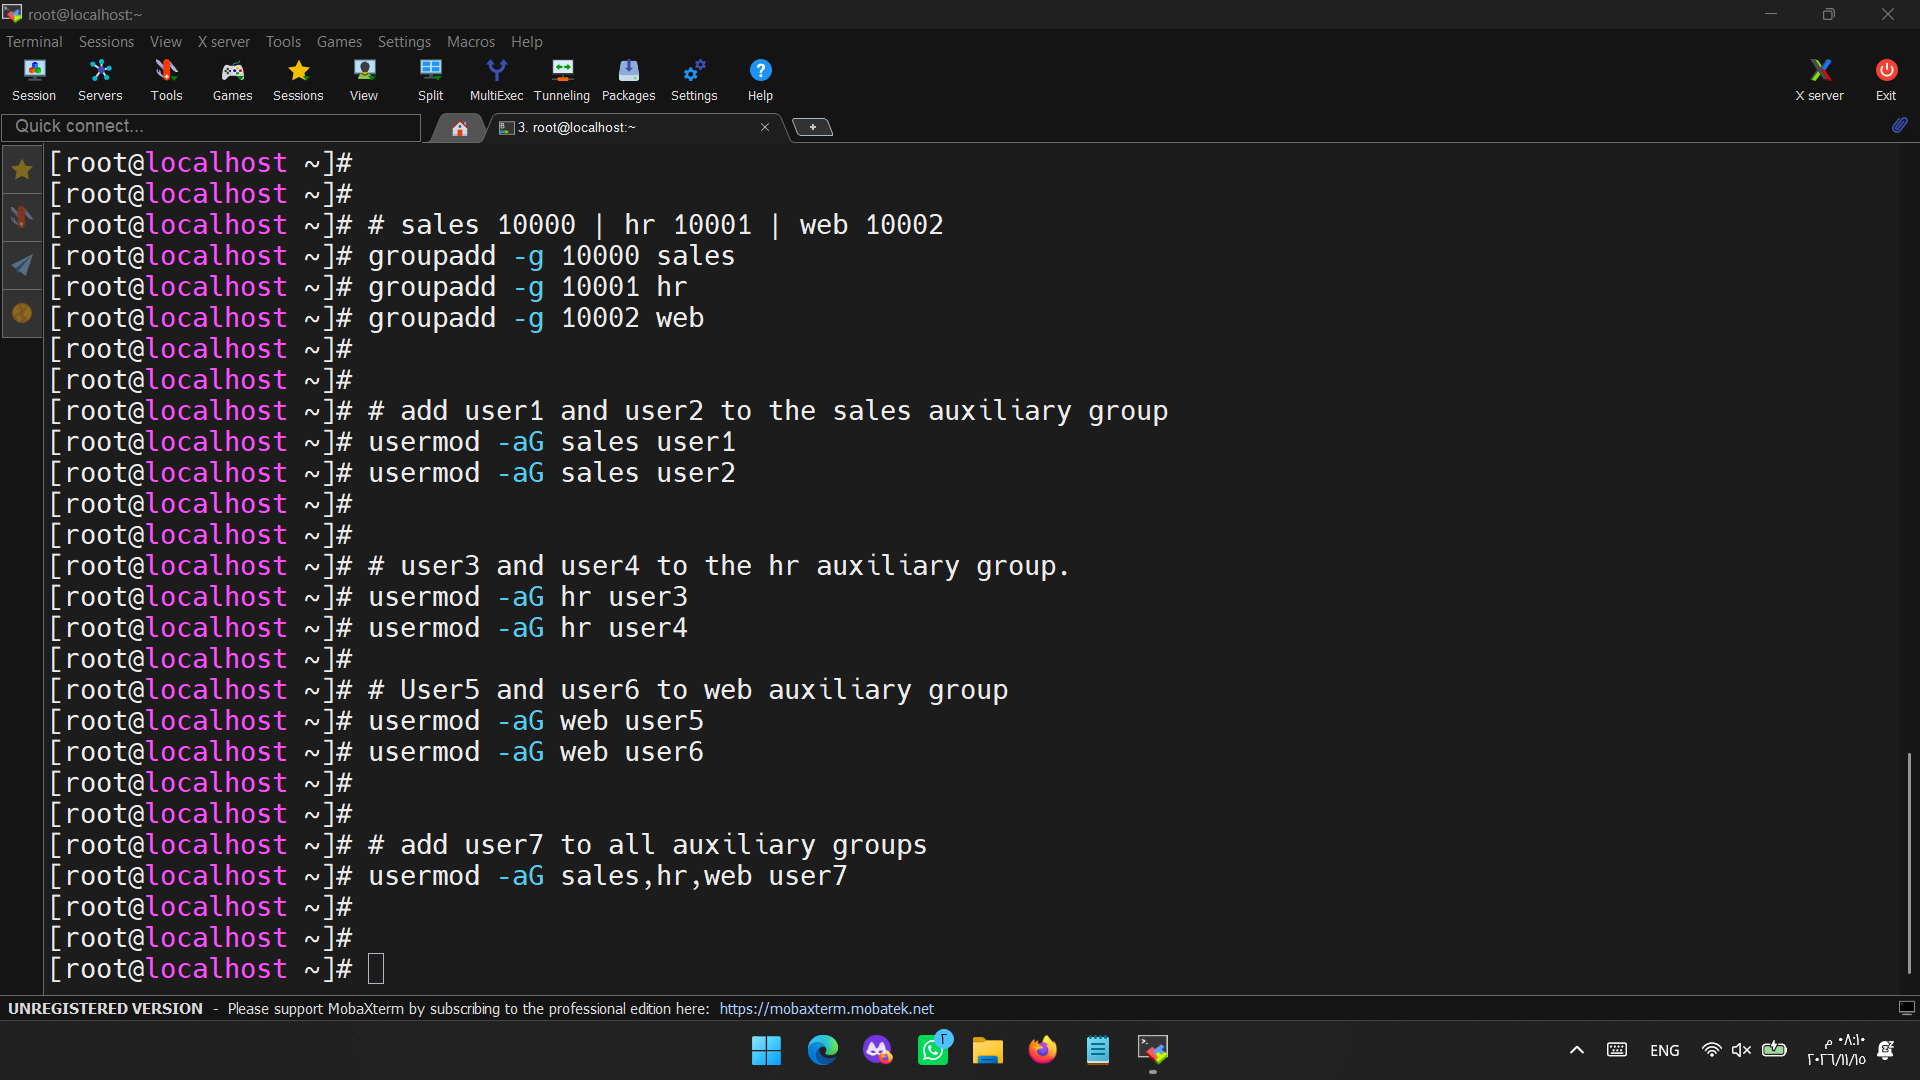 root@localhost:~
Terminal Sessions View X server Tools Games Settings Macros Help
Session Servers Tools Games Sessions View Split MultiExec Tunneling Packages Settings Help X server Exit
Quick connect... 3. root@localhost:~
[root@localhost ~]#
[root@localhost ~]#
[root@localhost ~]# # sales 10000 | hr 10001 | web 10002
[root@localhost ~]# groupadd -g 10000 sales
[root@localhost ~]# groupadd -g 10001 hr
[root@localhost ~]# groupadd -g 10002 web
[root@localhost ~]#
[root@localhost ~]#
[root@localhost ~]# # add user1 and user2 to the sales auxiliary group
[root@localhost ~]# usermod -aG sales user1
[root@localhost ~]# usermod -aG sales user2
[root@localhost ~]#
[root@localhost ~]#
[root@localhost ~]# # user3 and user4 to the hr auxiliary group.
[root@localhost ~]# usermod -aG hr user3
[root@localhost ~]# usermod -aG hr user4
[root@localhost ~]#
[root@localhost ~]# # User5 and user6 to web auxiliary group
[root@localhost ~]# usermod -aG web user5
[root@localhost ~]# usermod -aG web user6
[root@localhost ~]#
[root@localhost ~]#
[root@localhost ~]# # add user7 to all auxiliary groups
[root@localhost ~]# usermod -aG sales,hr,web user7
[root@localhost ~]#
[root@localhost ~]#
[root@localhost ~]#
UNREGISTERED VERSION - Please support MobaXterm by subscribing to the professional edition here: https://mobaxterm.mobatek.net
٢
ENG
٠٨:١٠ م
٢٠٢٦/١١/١٥